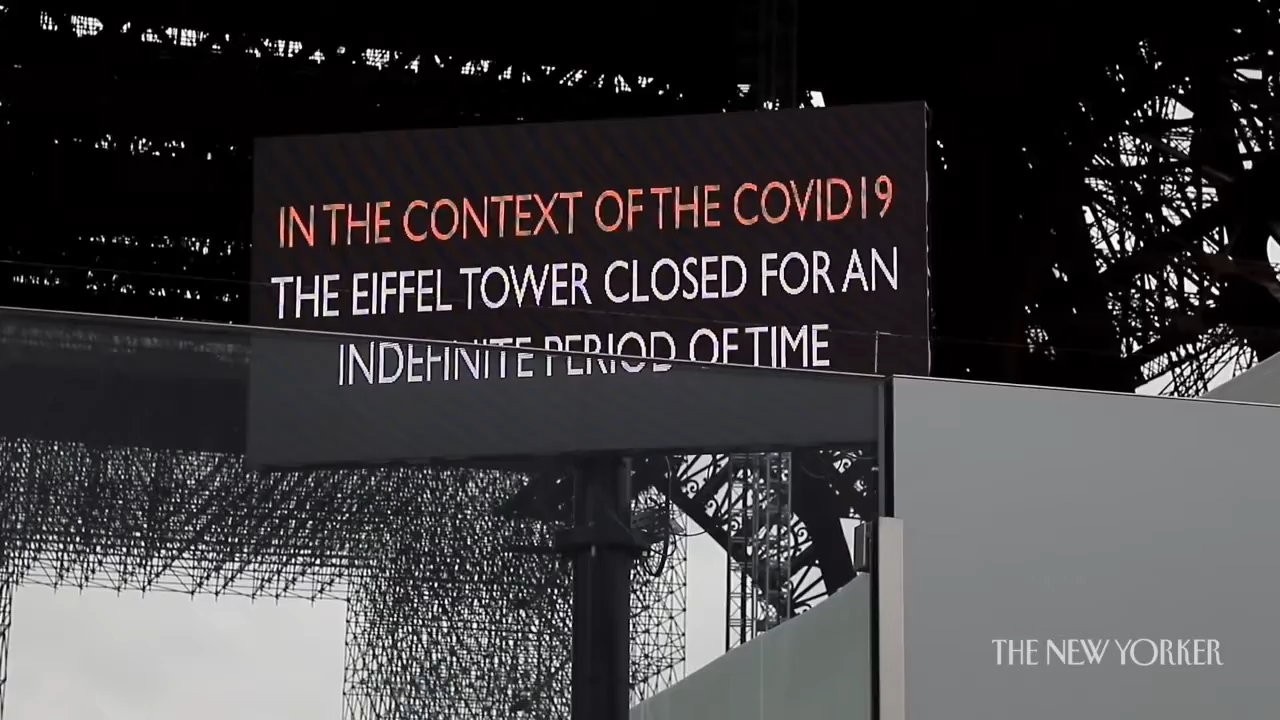 IN THE CONTEXT OF THE COVID19
THE EIFFEL TOWER CLOSED FOR AN
INDEFINITE PERIOD OF TIME
THE NEW YORKER